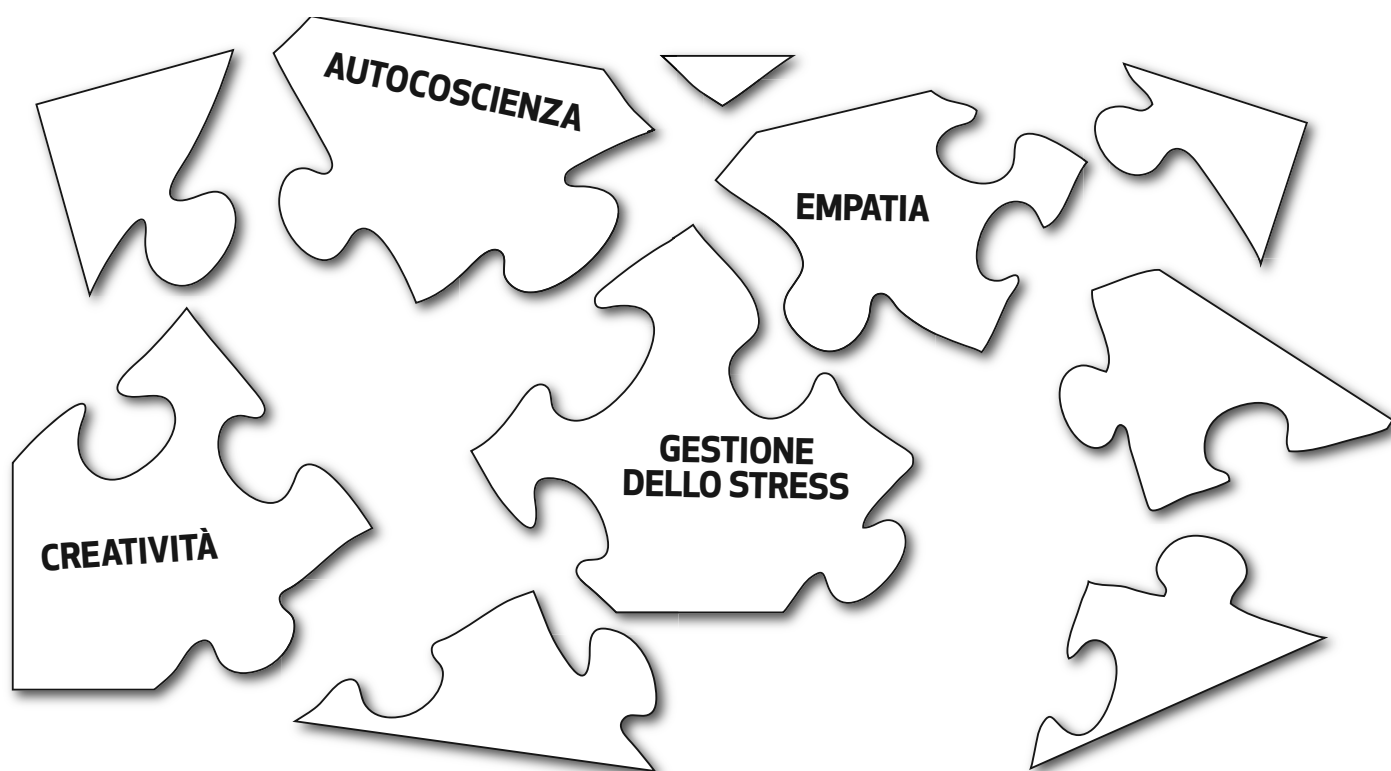 AUTOCOSCIENZA
EMPATIA
GESTIONE
DELLO STRESS
CREATIVITÀ